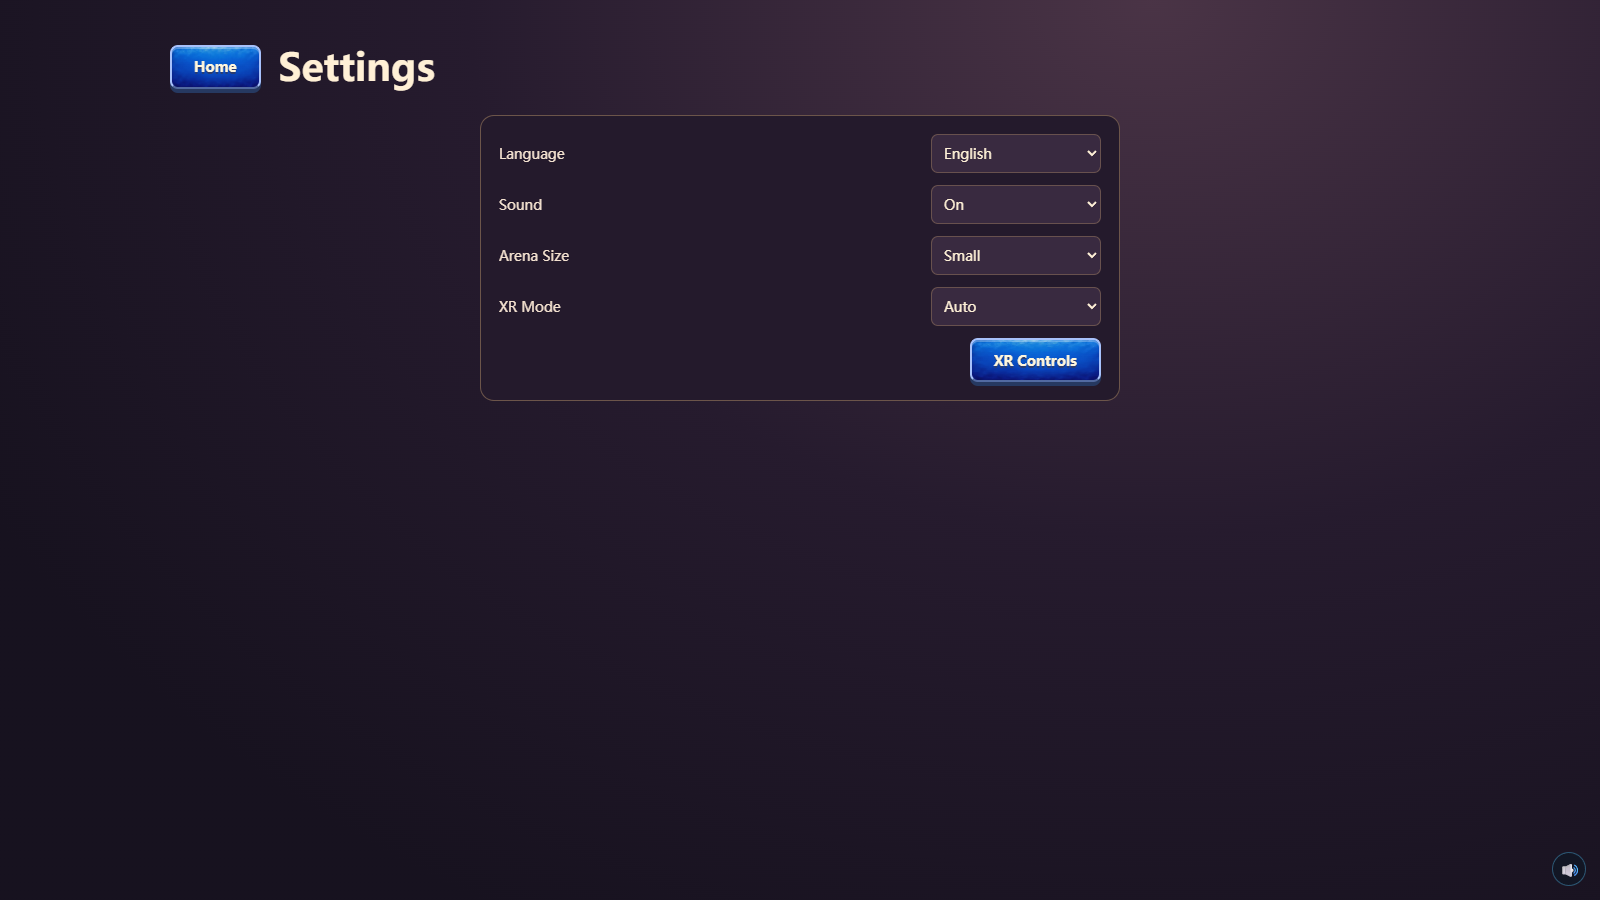 Home
Settings
Language
English
Sound
On
Arena Size
Small
XR Mode
Auto
XR Controls